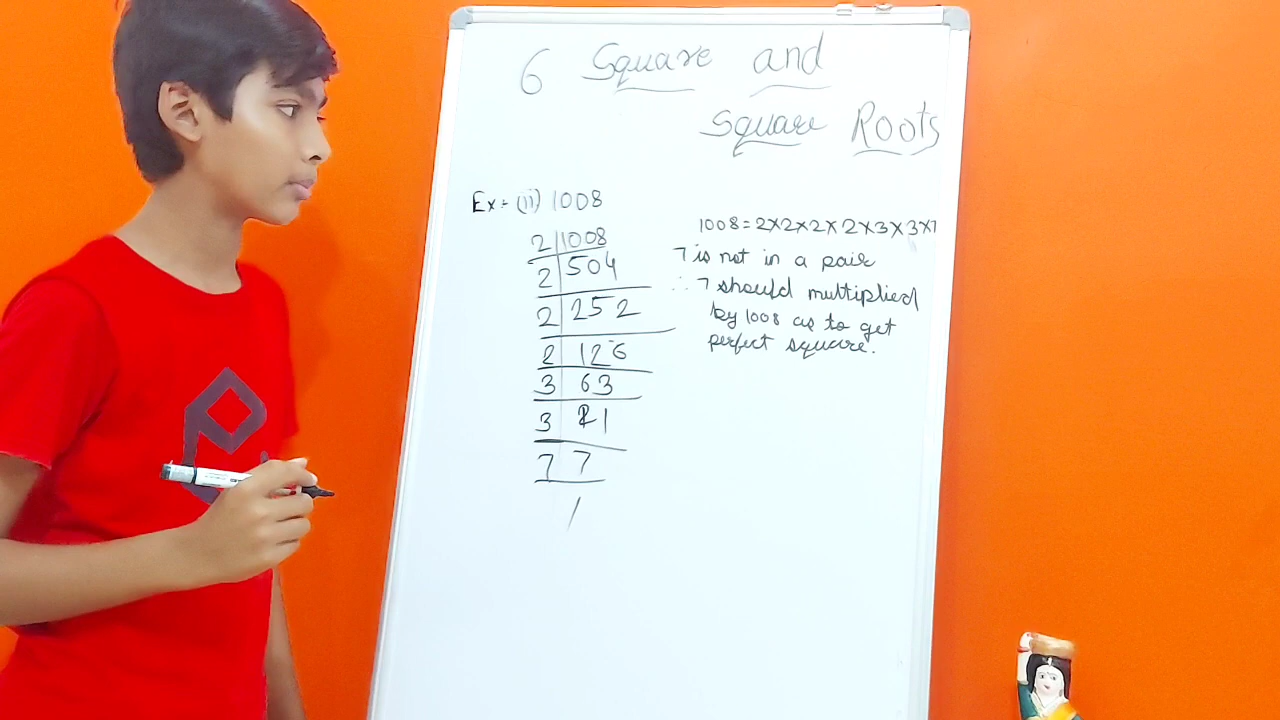 6 Square and
Square Roots
Ex:- (ii) 1008
2 1008
2 504
2 252
2 126
3 63
3 21
7 7
1
1008=2×2×2×2×3×3×7
7 is not in a pair
∴ 7 should multiplied
by 1008 as to get
perfect square.